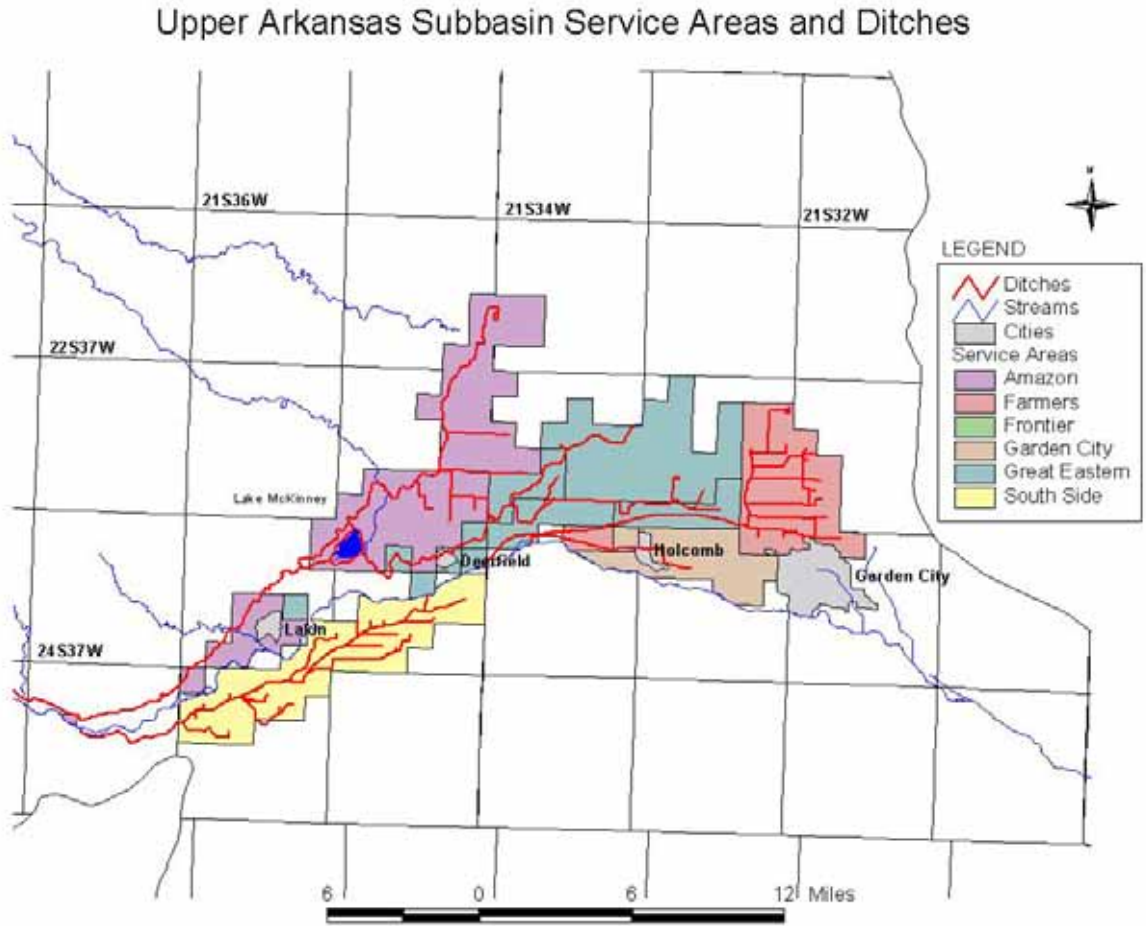 Upper Arkansas Subbasin Service Areas and Ditches
21S36W
21S34W
21S32W
N
LEGEND
Ditches
Streams
Cities
Service Areas
Amazon
Farmers
Frontier
Garden City
Great Eastern
South Side
22S37W
Lake McKinney
Holcomb
Deerfield
Garden City
Lakin
24S37W
6 0 6 12 Miles